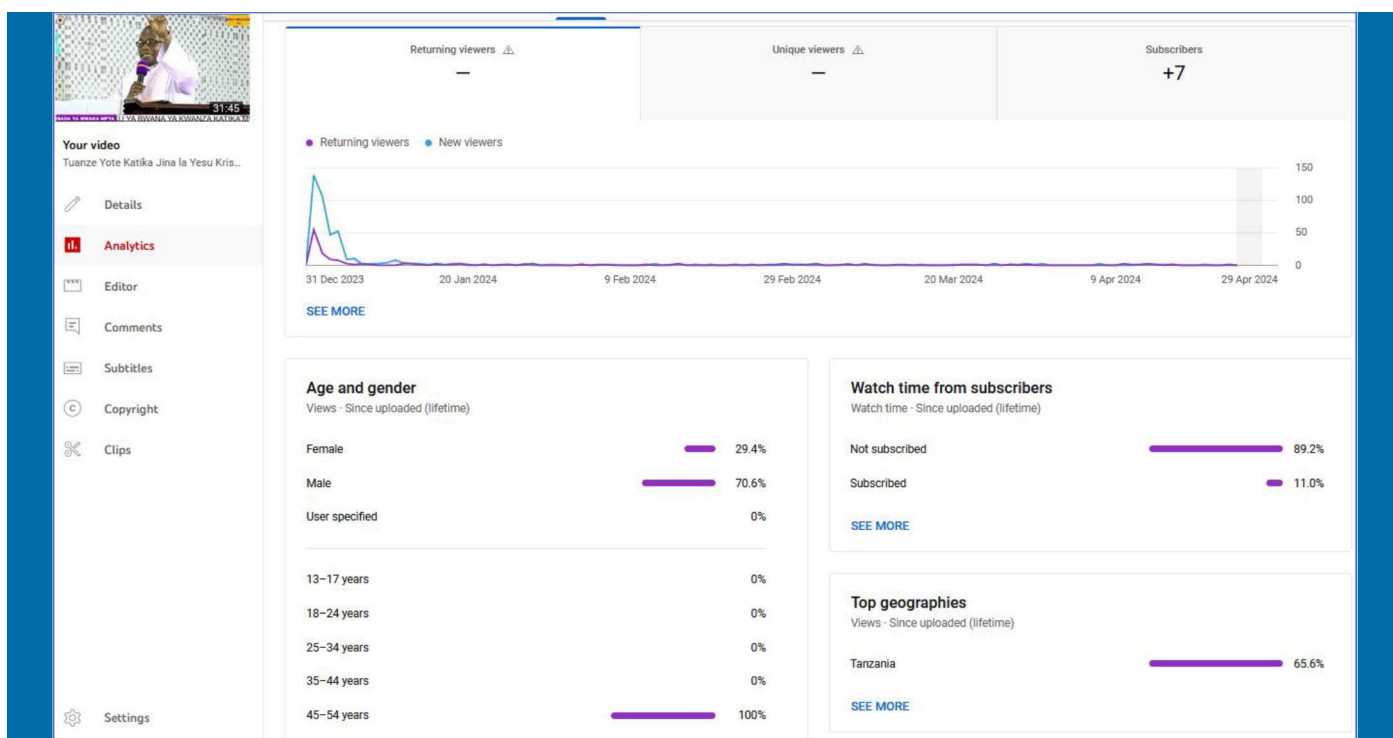 31:45
YA BWANA YA KWANZA KATIKA
Your video
Tuanze Yote Katika Jina la Yesu Kris...
Details
Analytics
Editor
Comments
Subtitles
Copyright
Clips
Settings
Returning viewers
—
Unique viewers
—
Subscribers
+7
Returning viewers
New viewers
150
100
50
0
31 Dec 2023
20 Jan 2024
9 Feb 2024
29 Feb 2024
20 Mar 2024
9 Apr 2024
29 Apr 2024
SEE MORE
Age and gender
Views · Since uploaded (lifetime)
Female 29.4%
Male 70.6%
User specified 0%
13–17 years 0%
18–24 years 0%
25–34 years 0%
35–44 years 0%
45–54 years 100%
Watch time from subscribers
Watch time · Since uploaded (lifetime)
Not subscribed 89.2%
Subscribed 11.0%
SEE MORE
Top geographies
Views · Since uploaded (lifetime)
Tanzania 65.6%
SEE MORE